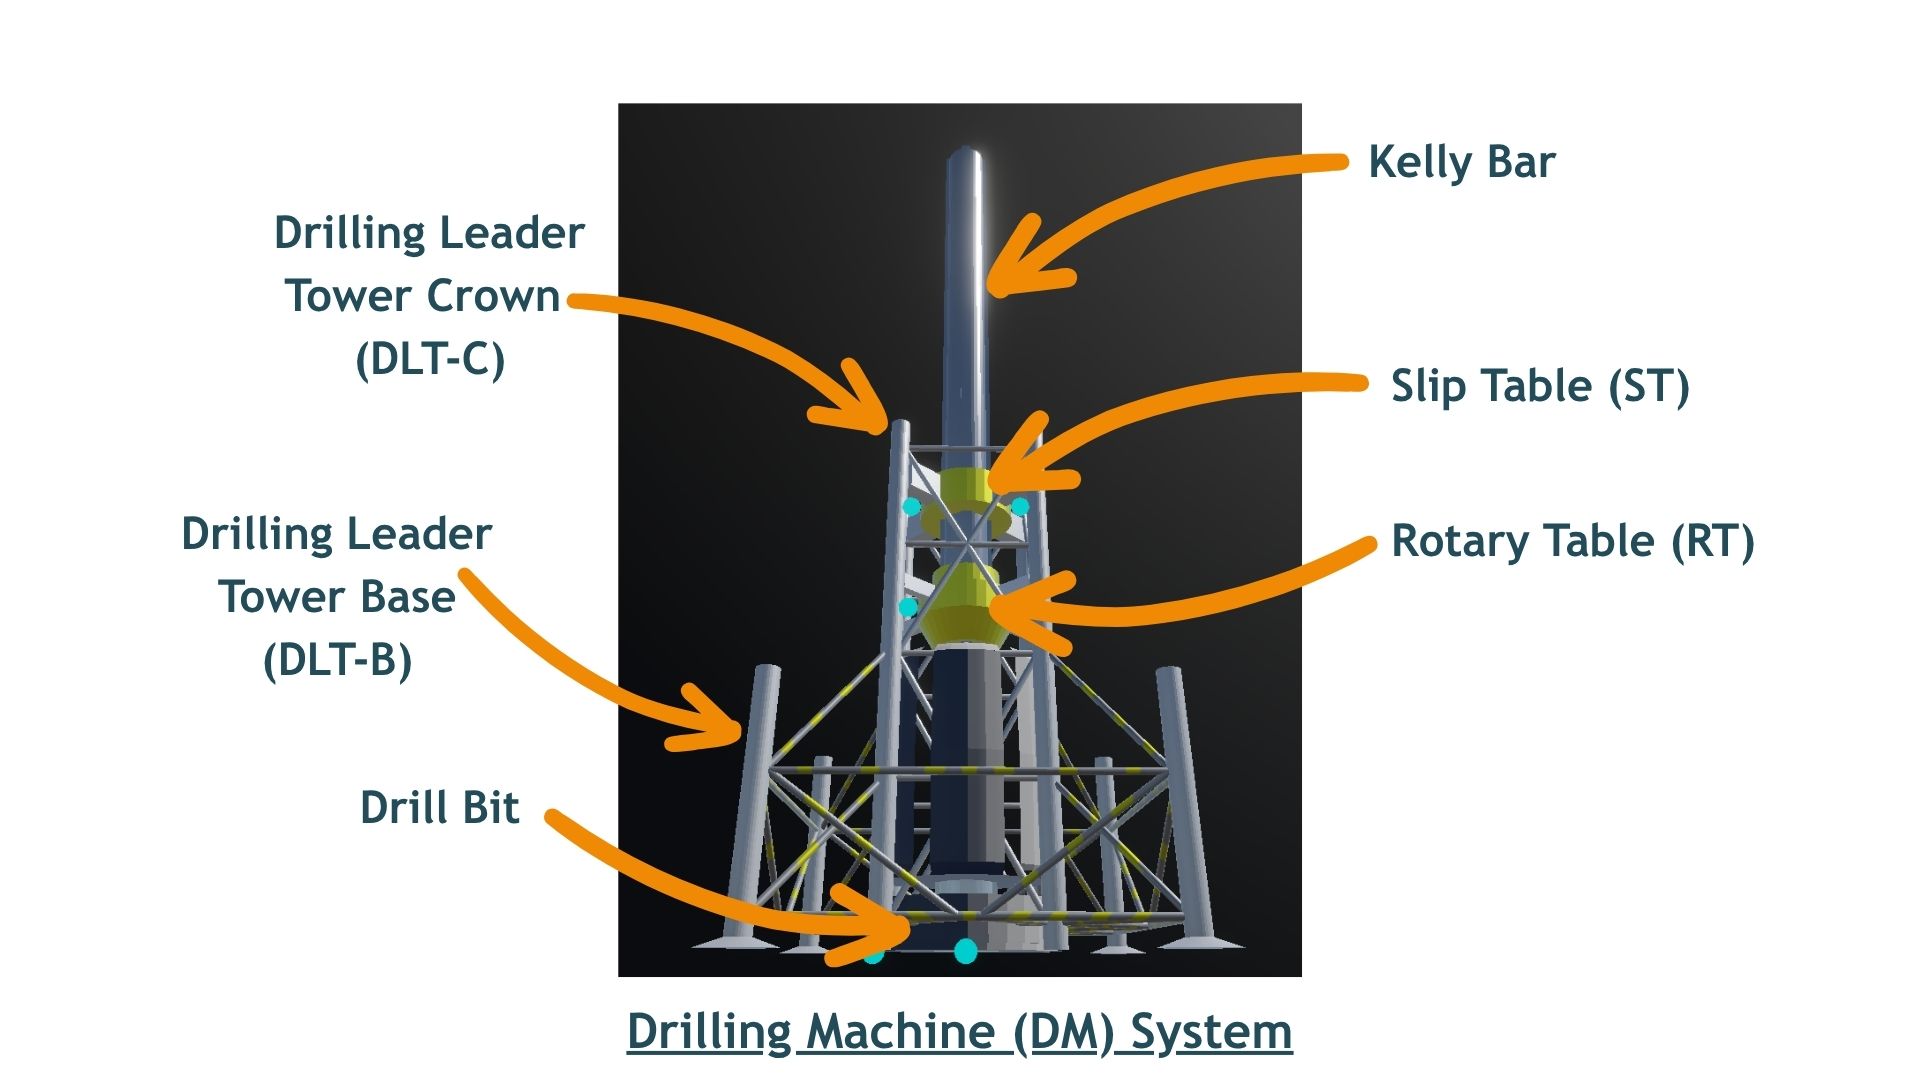 Kelly Bar
Drilling Leader
Tower Crown
(DLT-C)
Slip Table (ST)
Drilling Leader
Tower Base
(DLT-B)
Rotary Table (RT)
Drill Bit
Drilling Machine (DM) System